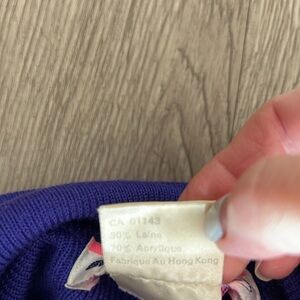 CA 01143
30% Laine
70% Acrylique
Fabriqué Au Hong Kong